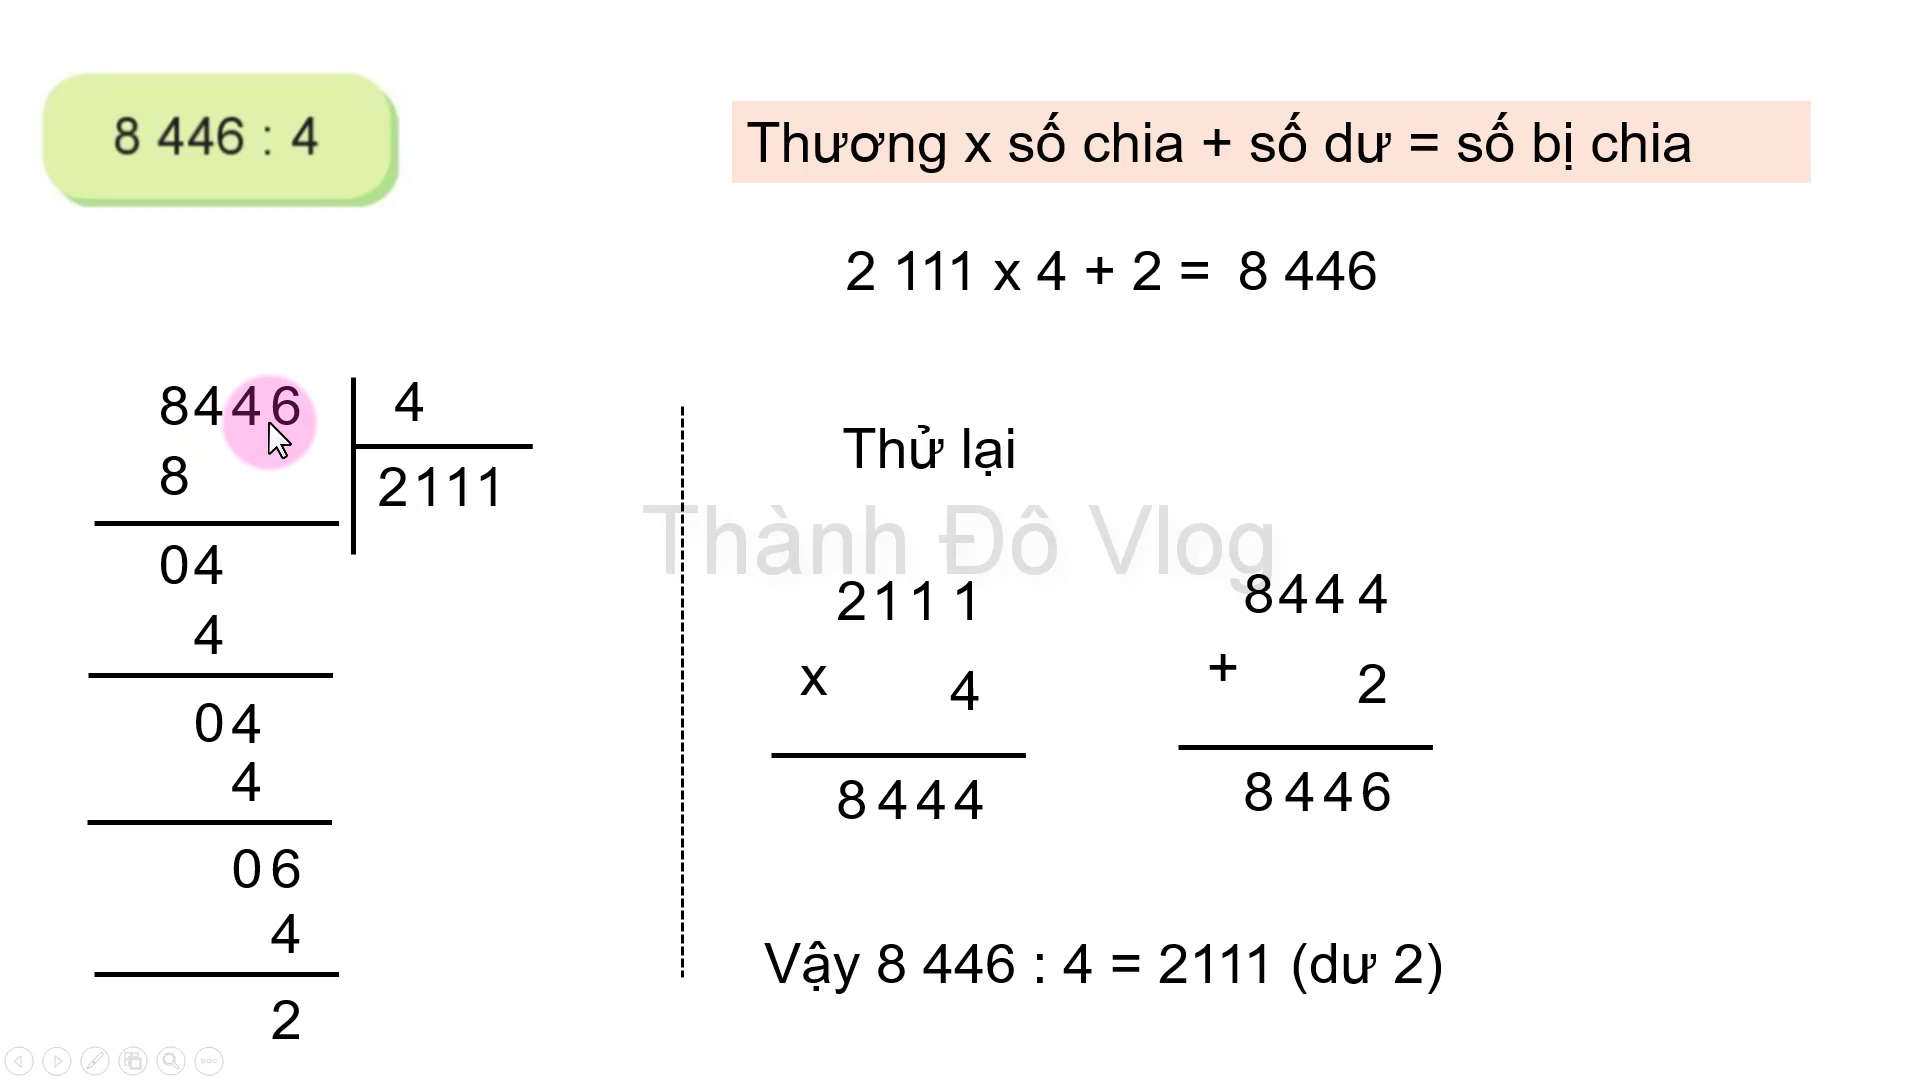 8 446 : 4
Thương x số chia + số dư = số bị chia
2 111 x 4 + 2 = 8 446
8446 4
8 2111
04
4
04
4
06
4
2
Thử lại
Thành Đô Vlog
2111
x 4
8444
8444
+ 2
8446
Vậy 8 446 : 4 = 2111 (dư 2)